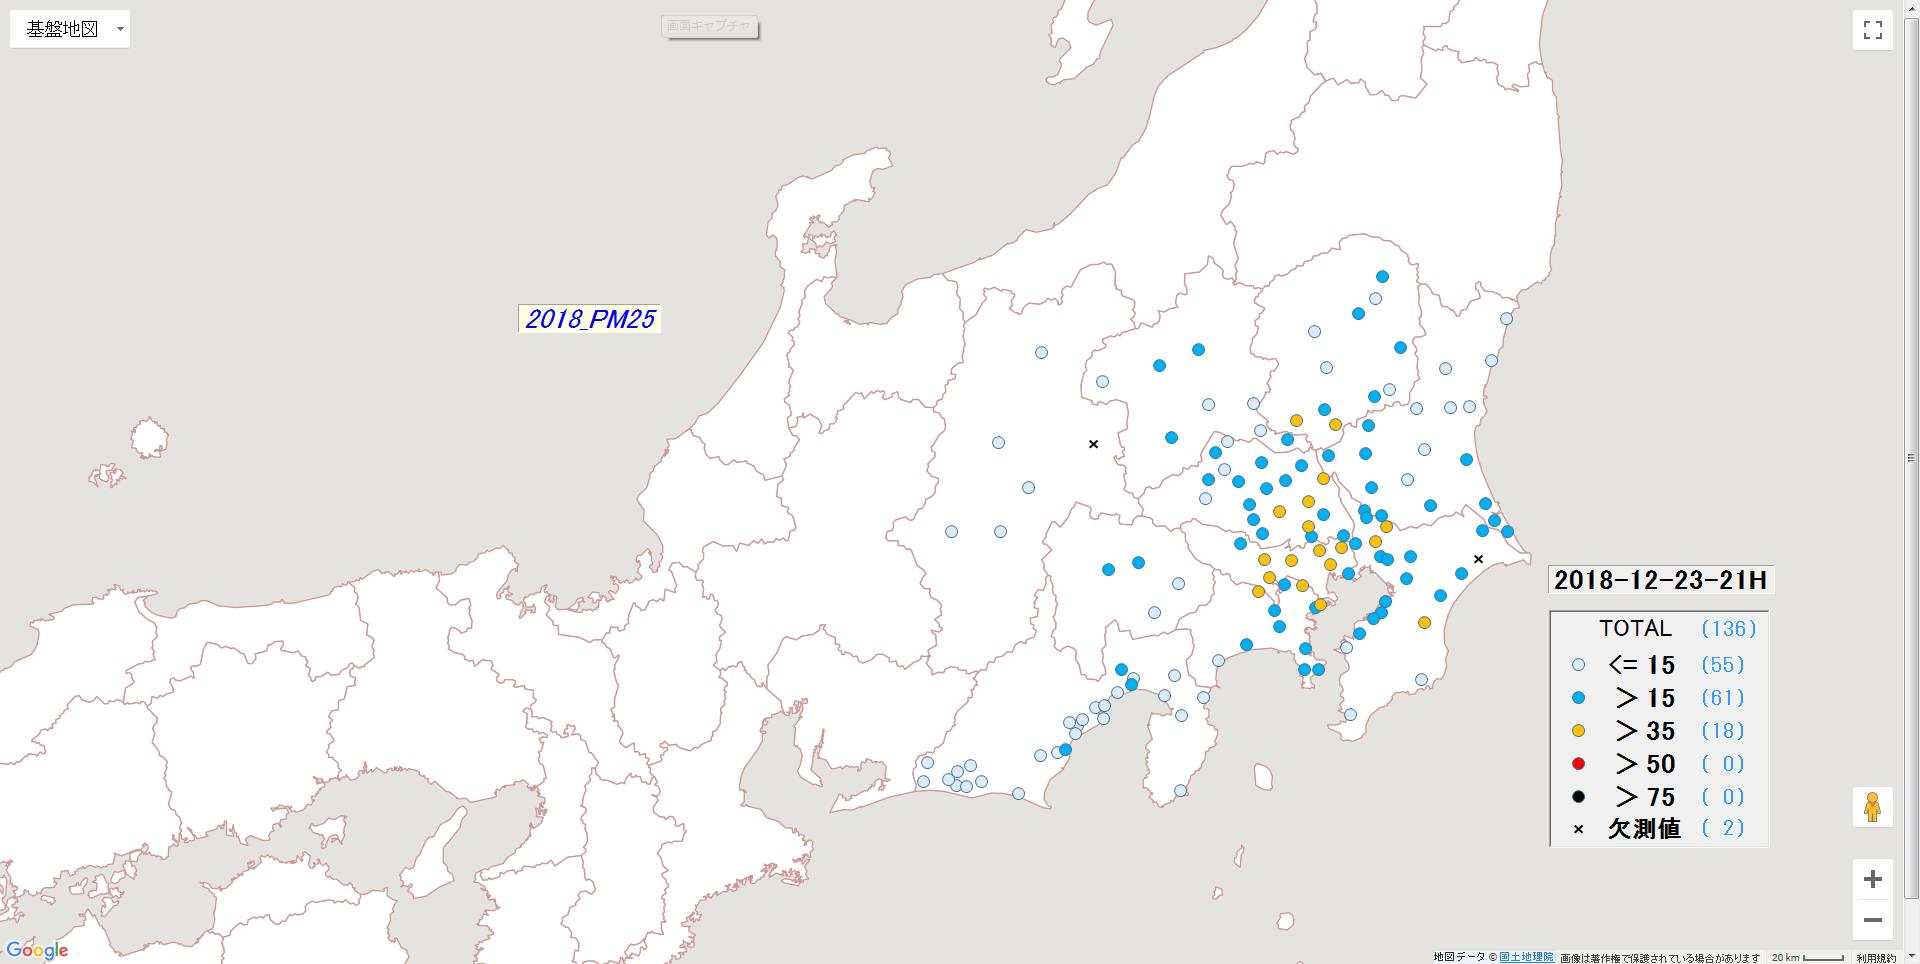 基盤地図
画面キャプチャ
2018_PM25
2018-12-23-21H
TOTAL (136)
<= 15 (55)
> 15 (61)
> 35 (18)
> 50 ( 0)
> 75 ( 0)
× 欠測値 ( 2)
Google
地図データ © 国土地理院 画像は著作権で保護されている場合があります 20 km 利用規約